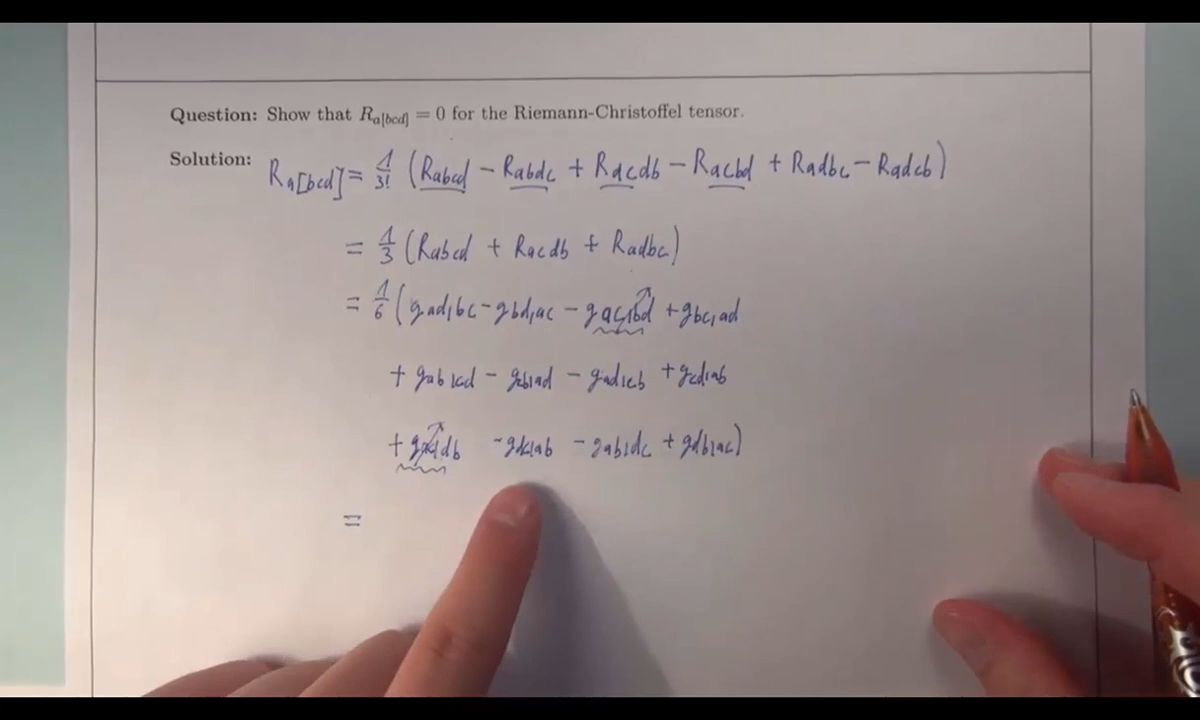 Question: Show that R_{a[bcd]} = 0 for the Riemann-Christoffel tensor.
Solution: R_{a[bcd]} = 1/3! (R_{abcd} - R_{abdc} + R_{acdb} - R_{acbd} + R_{adbc} - R_{adcb})
= 1/3 (R_{abcd} + R_{acdb} + R_{adbc})
= 1/6 (g_{ad,bc} - g_{bd,ac} - g_{ac,bd} + g_{bc,ad}
+ g_{ab,cd} - g_{cb,ad} - g_{ad,cb} + g_{cd,ab}
+ g_{ac,db} - g_{dc,ab} - g_{ab,dc} + g_{db,ac})
=